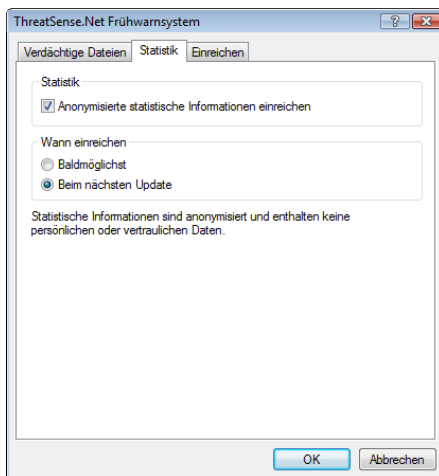 ThreatSense.Net Frühwarnsystem
Verdächtige Dateien Statistik Einreichen
Statistik
Anonymisierte statistische Informationen einreichen
Wann einreichen
Baldmöglichst
Beim nächsten Update
Statistische Informationen sind anonymisiert und enthalten keine
persönlichen oder vertraulichen Daten.
OK Abbrechen